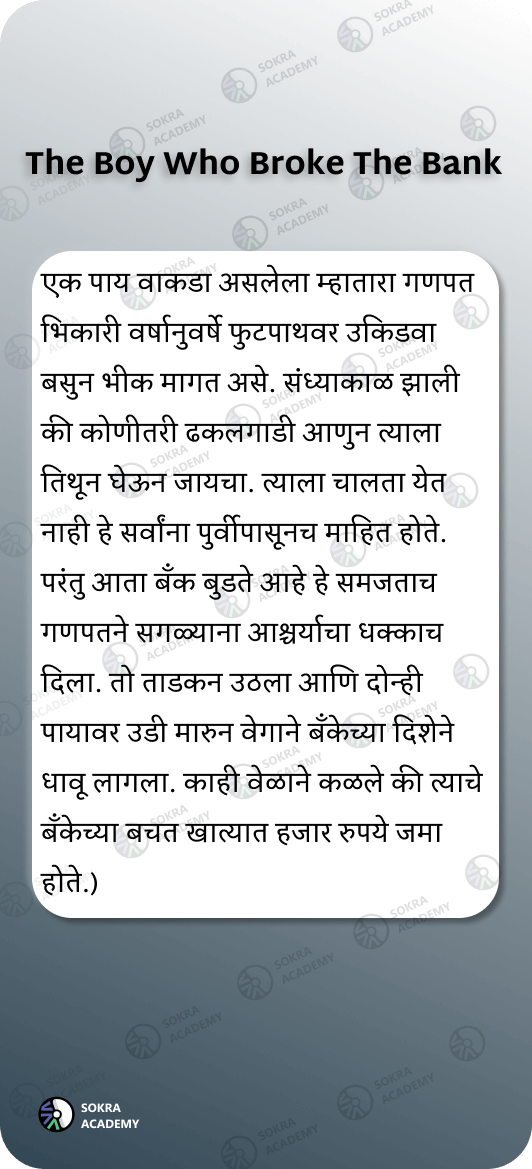 The Boy Who Broke The Bank
एक पाय वाकडा असलेला म्हातारा गणपत
भिकारी वर्षानुवर्षे फुटपाथवर उकिडवा
बसुन भीक मागत असे. संध्याकाळ झाली
की कोणीतरी ढकलगाडी आणुन त्याला
तिथून घेऊन जायचा. त्याला चालता येत
नाही हे सर्वांना पुर्वीपासूनच माहित होते.
परंतु आता बँक बुडते आहे हे समजताच
गणपतने सगळ्याना आश्चर्याचा धक्काच
दिला. तो ताडकन उठला आणि दोन्ही
पायावर उडी मारुन वेगाने बँकेच्या दिशेने
धावू लागला. काही वेळाने कळले की त्याचे
बँकेच्या बचत खात्यात हजार रुपये जमा
होते.)
SOKRA
ACADEMY